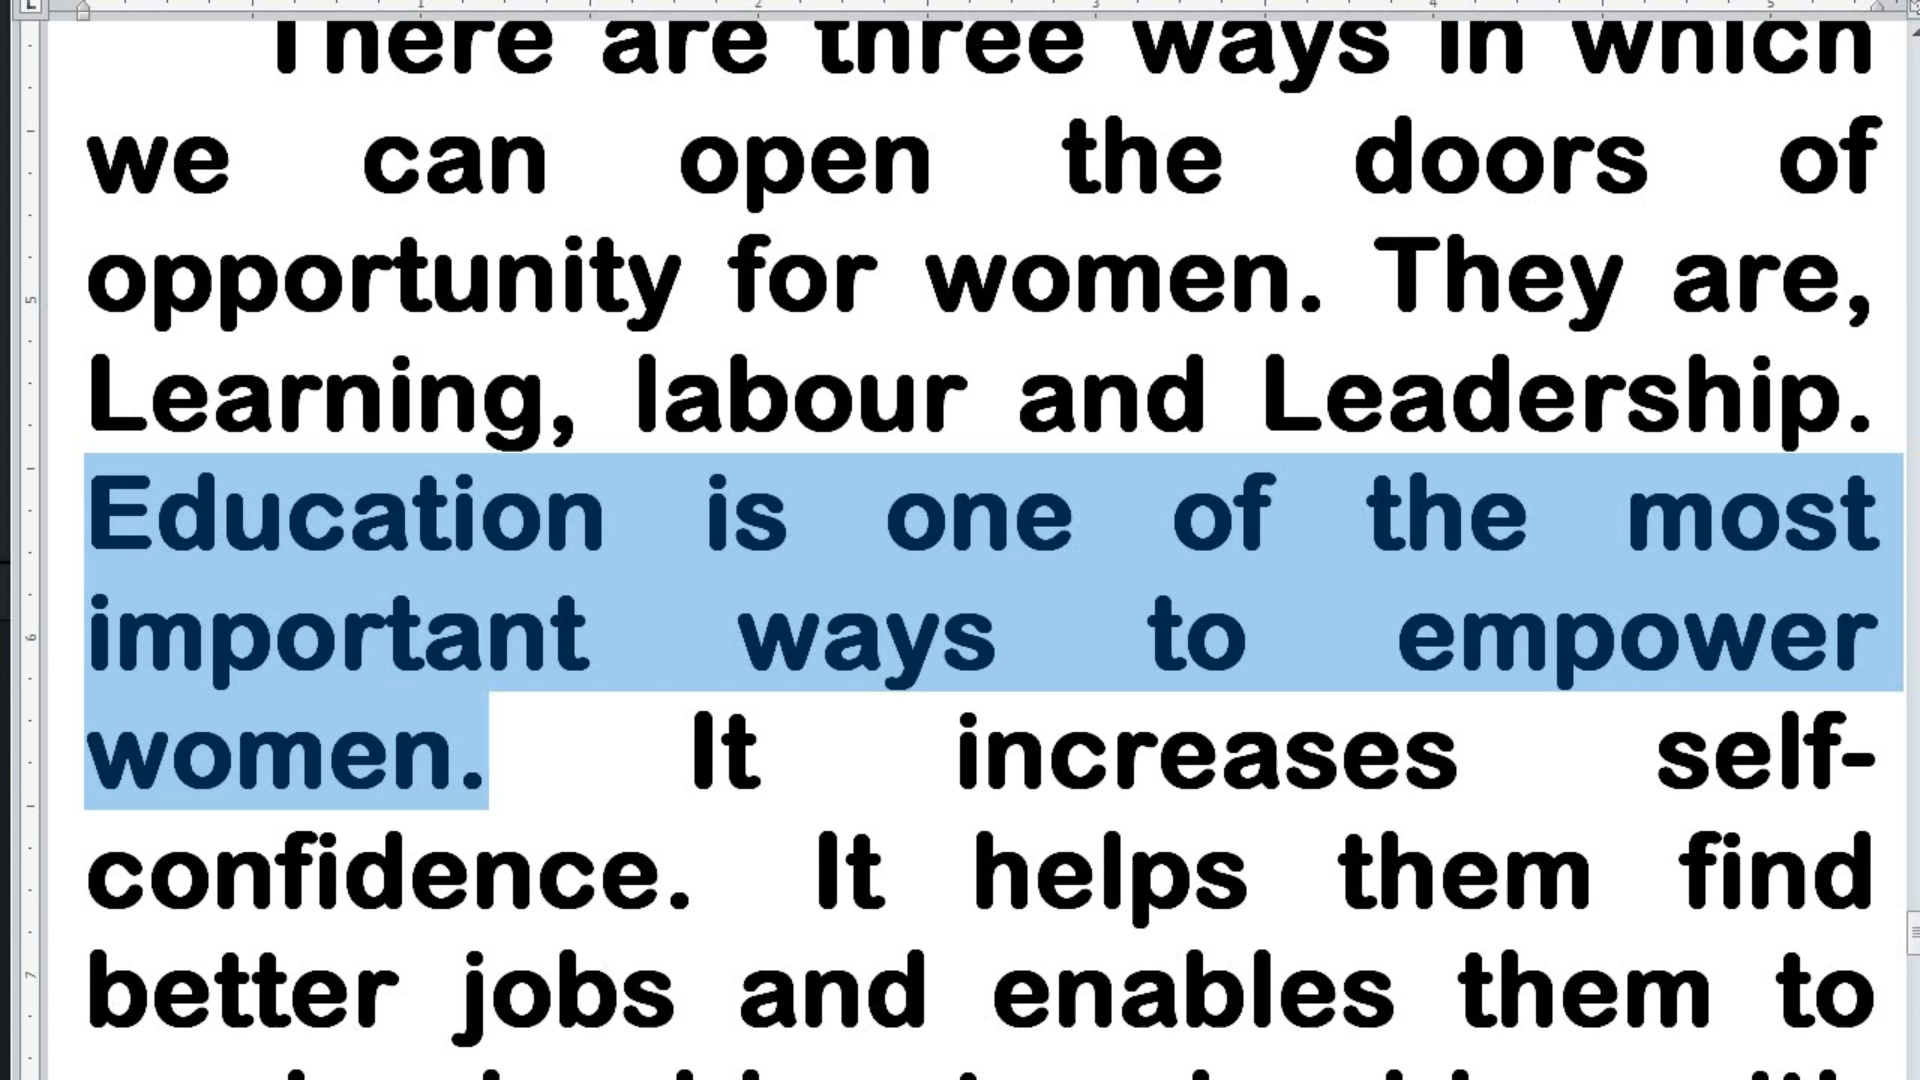 There are three ways in which
we can open the doors of
opportunity for women. They are,
Learning, labour and Leadership.
Education is one of the most
important ways to empower
women. It increases self-
confidence. It helps them find
better jobs and enables them to